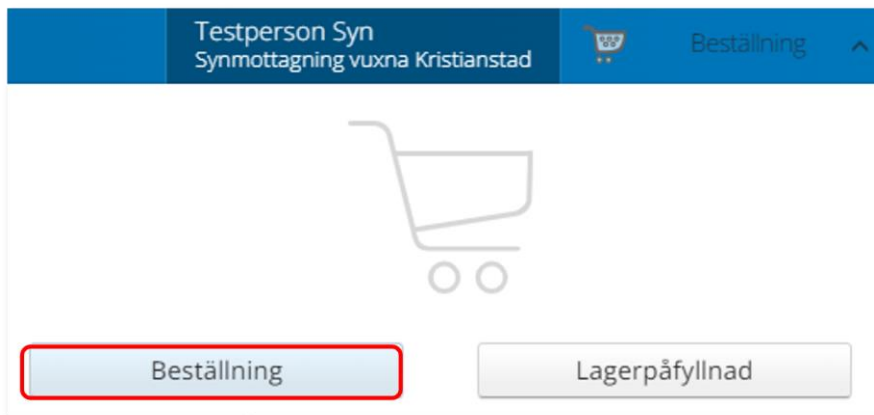 Testperson Syn
Synmottagning vuxna Kristianstad
Beställning
Beställning
Lagerpåfyllnad